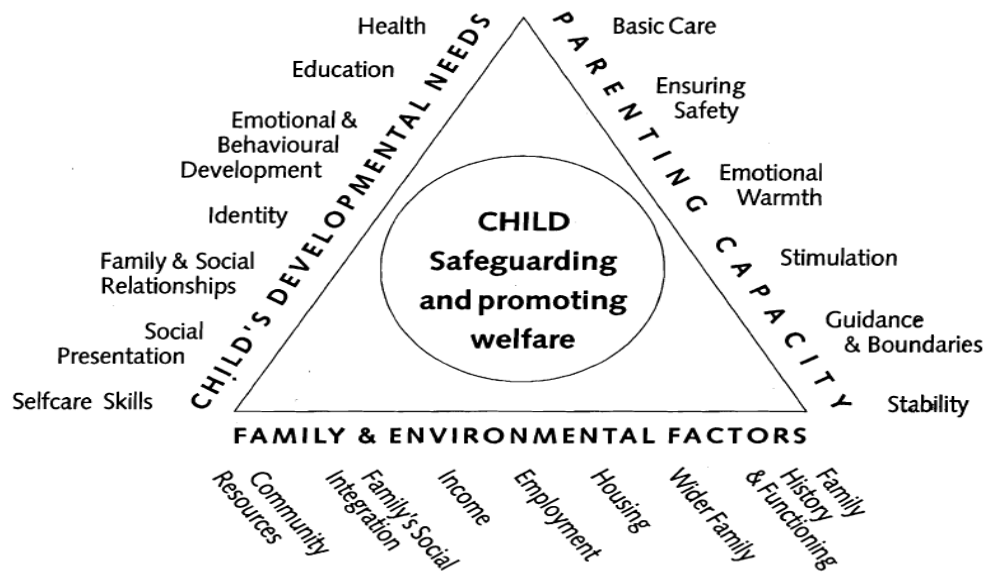 Health
Education
Emotional &
Behavioural
Development
Identity
Family & Social
Relationships
Social
Presentation
Selfcare Skills
CHILD'S DEVELOPMENTAL NEEDS
CHILD
Safeguarding
and promoting
welfare
PARENTING CAPACITY
Basic Care
Ensuring
Safety
Emotional
Warmth
Stimulation
Guidance
& Boundaries
Stability
FAMILY & ENVIRONMENTAL FACTORS
Community
Resources
Family's Social
Integration
Income
Employment
Housing
Wider Family
Family
History
& Functioning